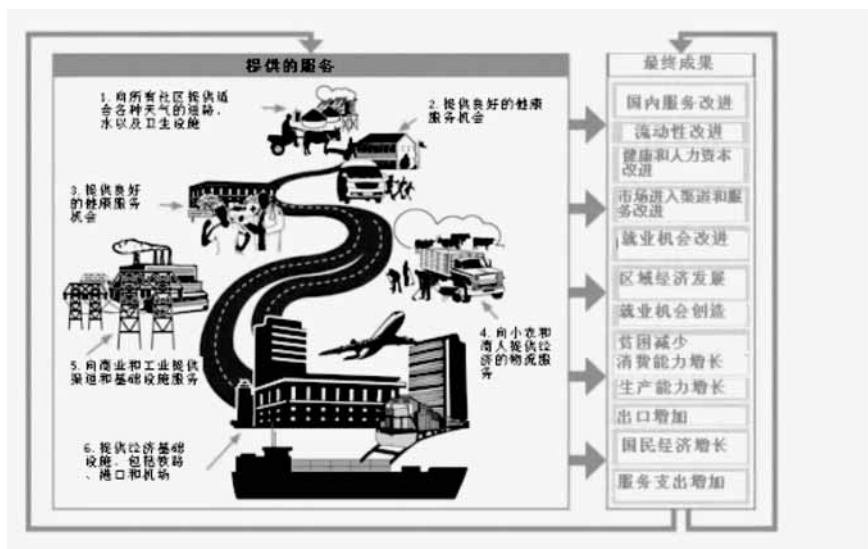 提供的服务
1. 向所有社区提供适
合各种天气的道路、
水以及卫生设施
2. 提供良好的健康
服务机会
3. 提供良好
的健康服务
机会
4. 向小农和
商人提供经
济的物流服
务
5. 向商业和工业提供
渠道和基础设施服务
6. 提供经济基础
设施，包括铁路
、港口和机场
最终成果
国内服务改进
流动性改进
健康和人力资本
改进
市场进入渠道和服
务改进
就业机会改进
区域经济发展
就业机会创造
贫困减少
消费能力增长
生产能力增长
出口增加
国民经济增长
服务支出增加